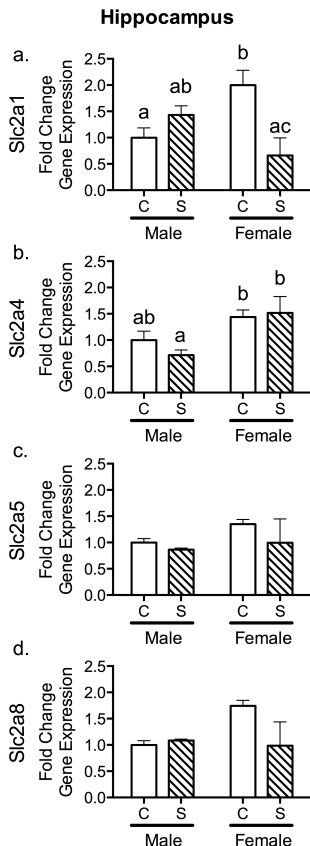 Hippocampus
a.
Slc2a1
Fold Change
Gene Expression
2.5
2.0
1.5
1.0
0.5
0.0
a
ab
b
ac
C S C S
Male Female
b.
Slc2a4
Fold Change
Gene Expression
2.5
2.0
1.5
1.0
0.5
0.0
ab
a
b
b
C S C S
Male Female
c.
Slc2a5
Fold Change
Gene Expression
2.5
2.0
1.5
1.0
0.5
0.0
C S C S
Male Female
d.
Slc2a8
Fold Change
Gene Expression
2.5
2.0
1.5
1.0
0.5
0.0
C S C S
Male Female